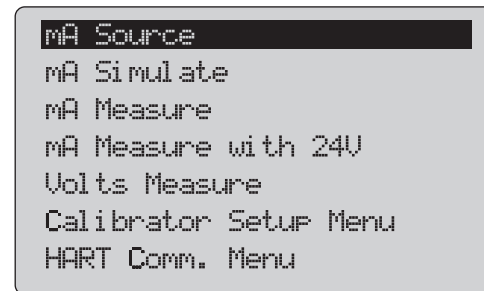 mA Source
mA Simulate
mA Measure
mA Measure with 24V
Volts Measure
Calibrator Setup Menu
HART Comm. Menu